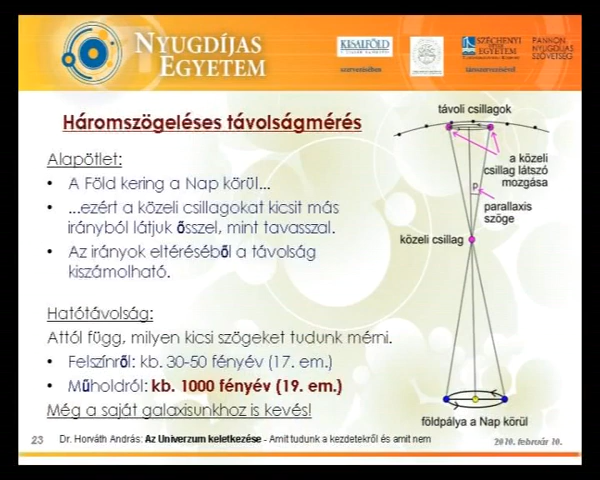 NYUGDÍJAS
EGYETEM
KISALFÖLD
szervezésében
SZÉCHENYI
EGYETEM
társszervezésével
PANNON
NYUGDÍJAS
SZÖVETSÉG
Háromszögeléses távolságmérés
Alapötlet:
• A Föld kering a Nap körül...
• ...ezért a közeli csillagokat kicsit más
irányból látjuk ősszel, mint tavasszal.
• Az irányok eltéréséből a távolság
kiszámolható.
Hatótávolság:
Attól függ, milyen kicsi szögeket tudunk mérni.
• Felszínről: kb. 30-50 fényév (17. em.)
• Műholdról: kb. 1000 fényév (19. em.)
Még a saját galaxisunkhoz is kevés!
távoli csillagok
a közeli
csillag látszó
mozgása
p
parallaxis
szöge
közeli csillag
földpálya a Nap körül
23
Dr. Horváth András: Az Univerzum keletkezése - Amit tudunk a kezdetekről és amit nem
2010. február 10.